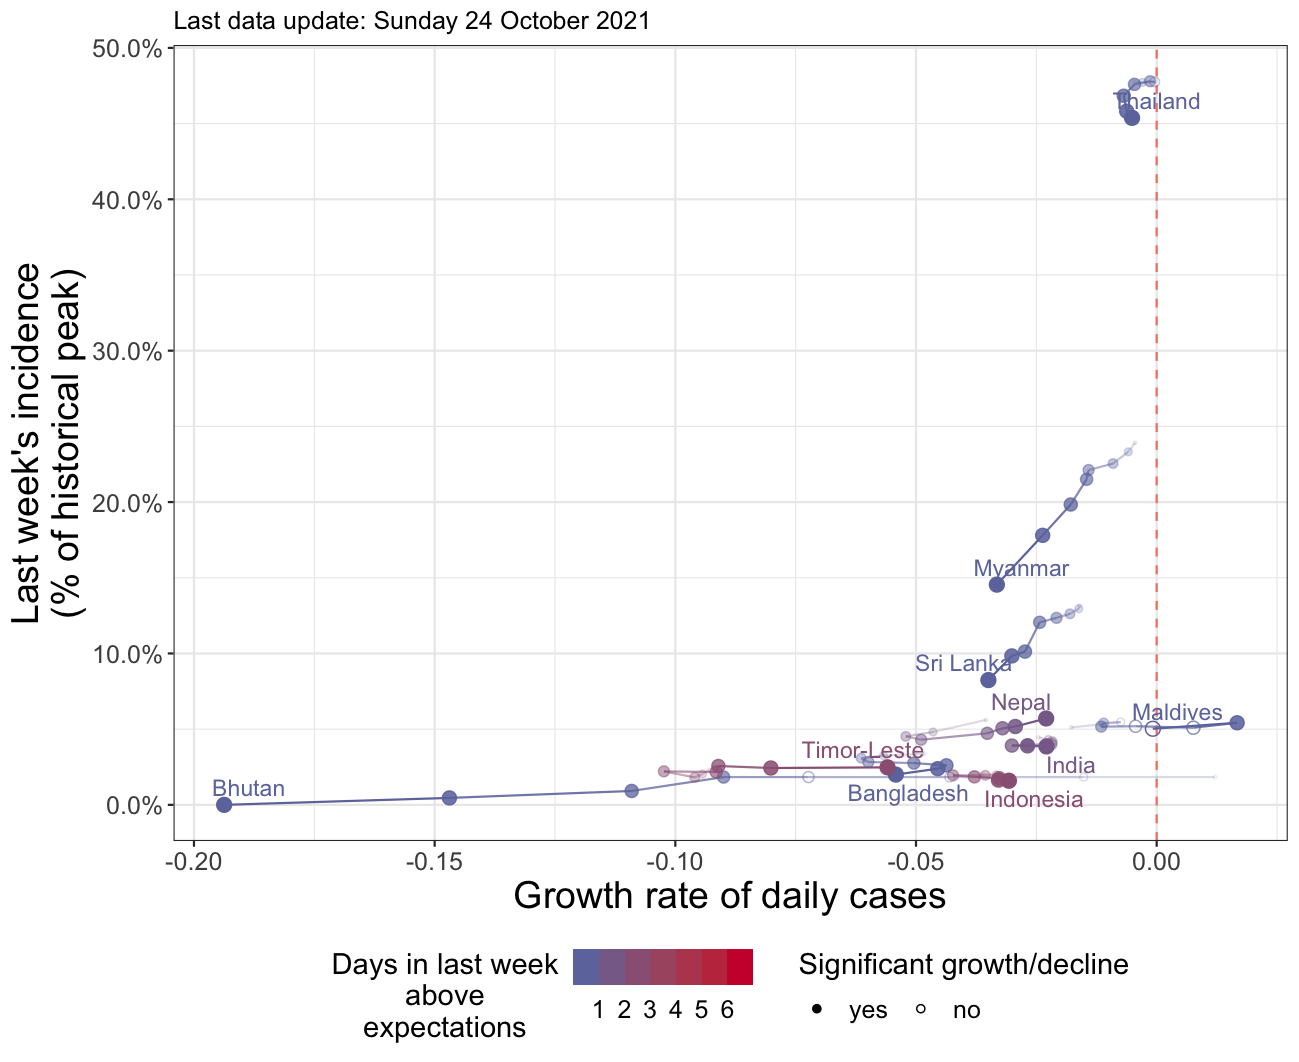 Last data update: Sunday 24 October 2021
50.0%
40.0%
30.0%
20.0%
10.0%
0.0%
Last week's incidence
(% of historical peak)
Thailand
Myanmar
Sri Lanka
Nepal
Maldives
Timor-Leste
India
Bhutan
Bangladesh
Indonesia
-0.20 -0.15 -0.10 -0.05 0.00
Growth rate of daily cases
Days in last week
above
expectations
1 2 3 4 5 6
Significant growth/decline
yes no